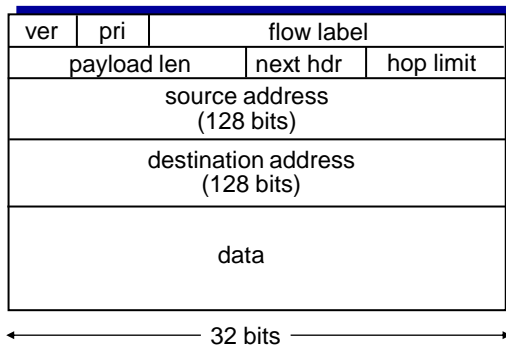 ver pri flow label
payload len next hdr hop limit
source address
(128 bits)
destination address
(128 bits)
data
32 bits